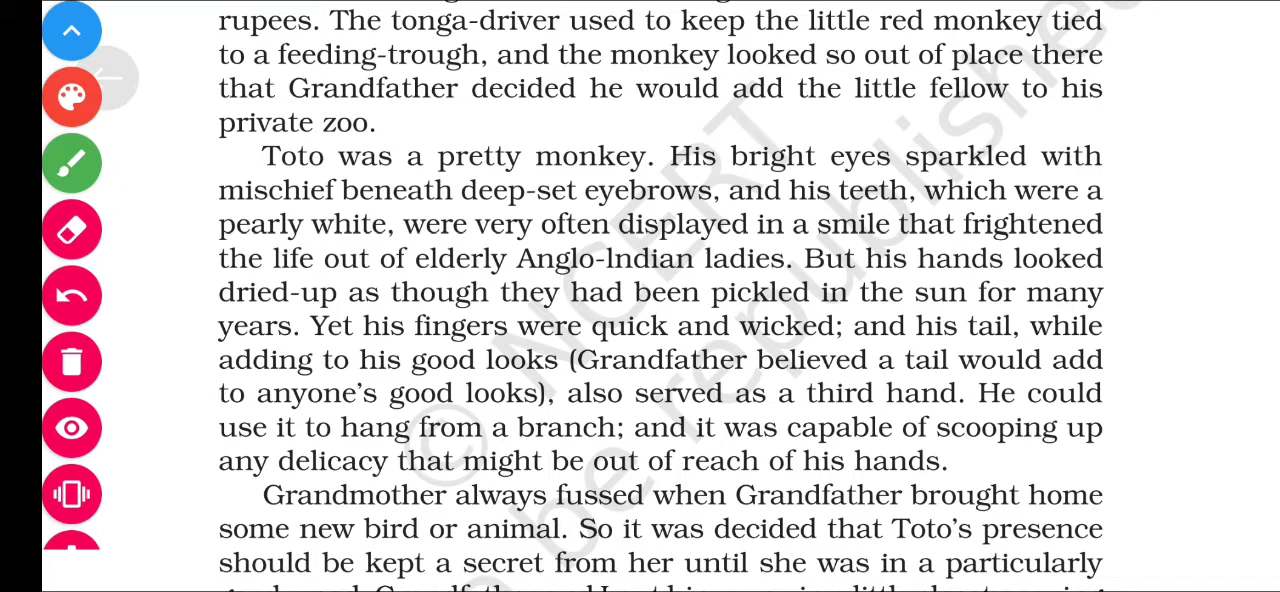 rupees. The tonga-driver used to keep the little red monkey tied
to a feeding-trough, and the monkey looked so out of place there
that Grandfather decided he would add the little fellow to his
private zoo.
Toto was a pretty monkey. His bright eyes sparkled with
mischief beneath deep-set eyebrows, and his teeth, which were a
pearly white, were very often displayed in a smile that frightened
the life out of elderly Anglo-lndian ladies. But his hands looked
dried-up as though they had been pickled in the sun for many
years. Yet his fingers were quick and wicked; and his tail, while
adding to his good looks (Grandfather believed a tail would add
to anyone’s good looks), also served as a third hand. He could
use it to hang from a branch; and it was capable of scooping up
any delicacy that might be out of reach of his hands.
Grandmother always fussed when Grandfather brought home
some new bird or animal. So it was decided that Toto’s presence
should be kept a secret from her until she was in a particularly
© NCERT
be republished